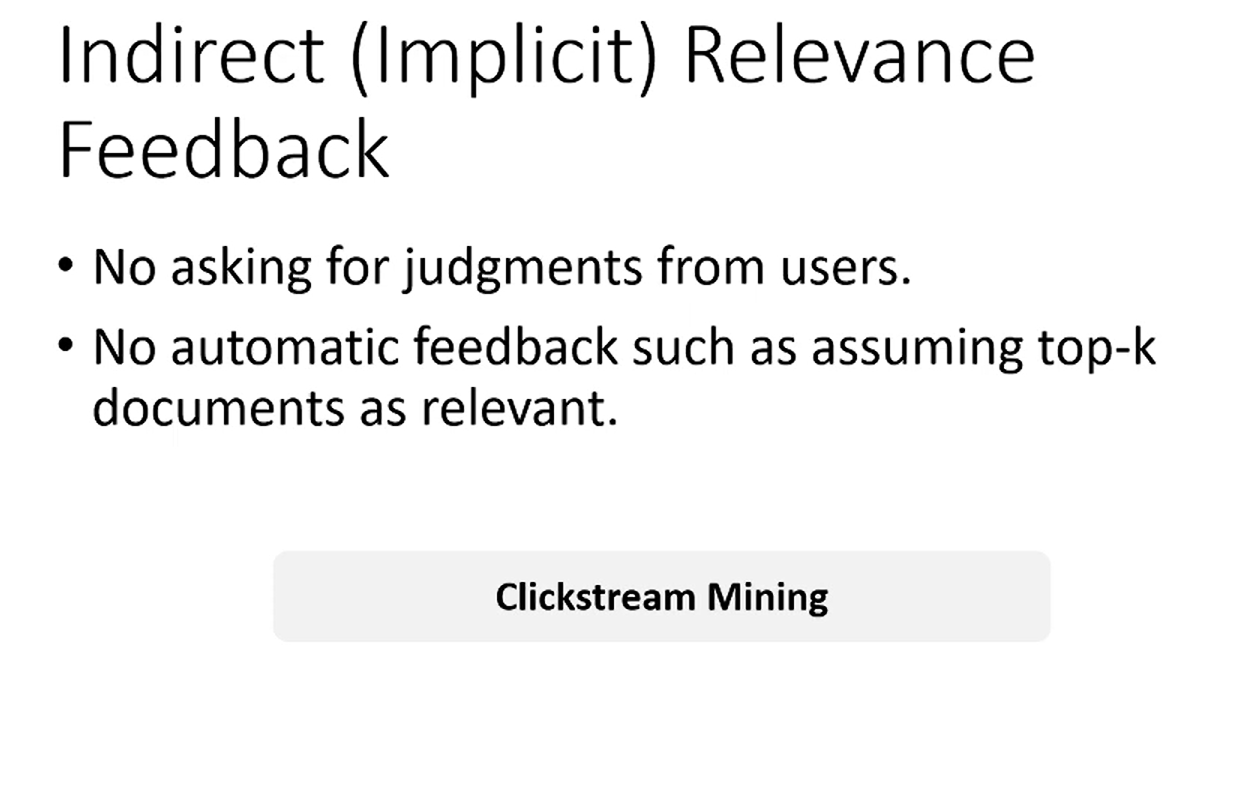 Indirect (Implicit) Relevance
Feedback
• No asking for judgments from users.
• No automatic feedback such as assuming top-k
documents as relevant.
Clickstream Mining